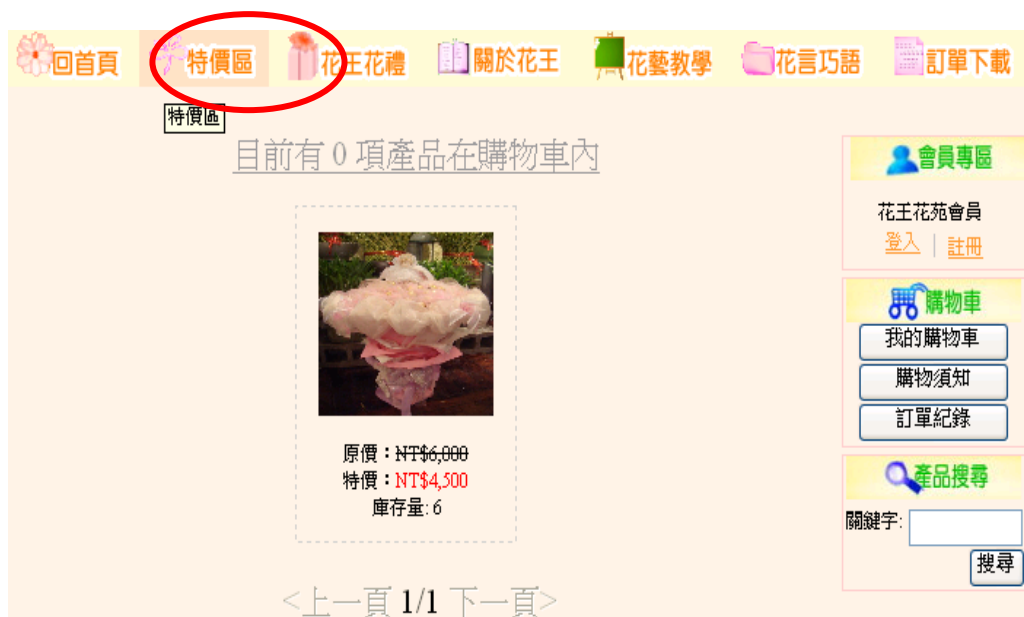 回首頁 特價區 花王花禮 關於花王 花藝教學 花言巧語 訂單下載
特價區
目前有 0 項產品在購物車內
原價：NT$6,000
特價：NT$4,500
庫存量: 6
<上一頁 1/1 下一頁>
會員專區
花王花苑會員
登入 | 註冊
購物車
我的購物車
購物須知
訂單紀錄
產品搜尋
關鍵字:
搜尋